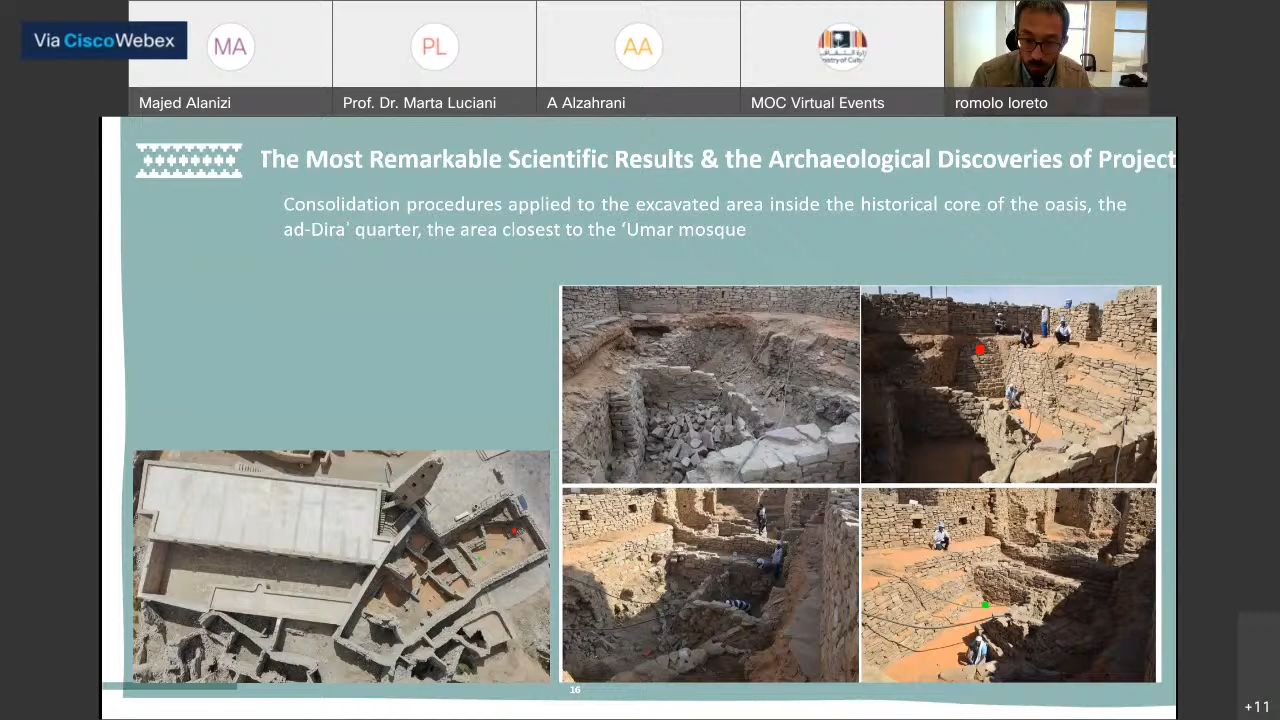 Via CiscoWebex
MA
PL
AA
Majed Alanizi
Prof. Dr. Marta Luciani
A Alzahrani
MOC Virtual Events
romolo loreto
The Most Remarkable Scientific Results & the Archaeological Discoveries of Project
Consolidation procedures applied to the excavated area inside the historical core of the oasis, the
ad-Dira’ quarter, the area closest to the ‘Umar mosque
16
+11